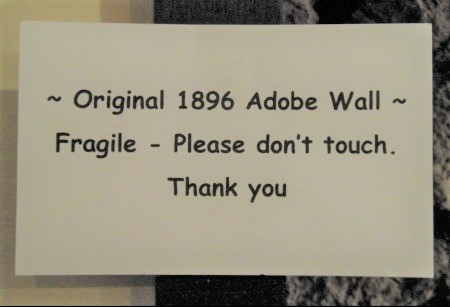 ~ Original 1896 Adobe Wall ~
Fragile - Please don't touch.
Thank you